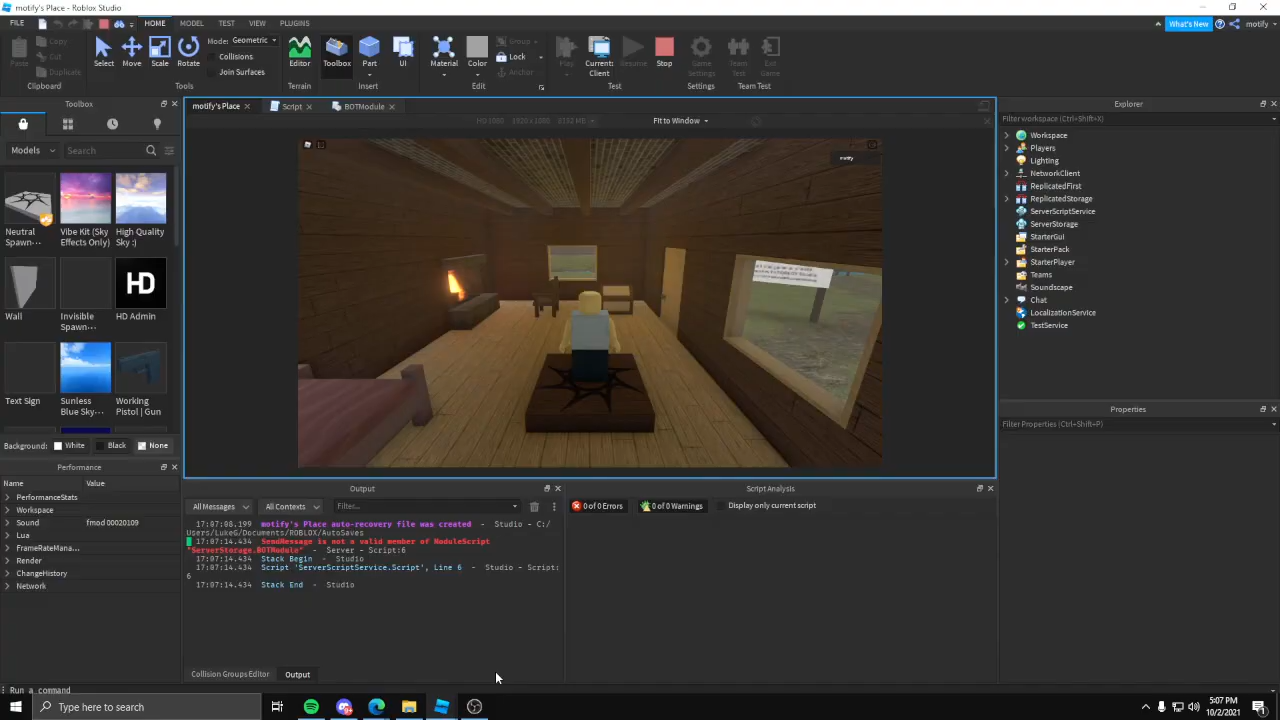 motify's Place - Roblox Studio
FILE HOME MODEL TEST VIEW PLUGINS What's New motify
Paste Copy Cut Duplicate Select Move Scale Rotate Mode: Geometric Collisions Join Surfaces Editor Toolbox Part UI Material Color Group Lock Anchor Play Current: Client Resume Stop Game Settings Team Test Exit Game
Clipboard Tools Terrain Insert Edit Test Settings Team Test
Toolbox
motify's Place Script BOTModule
HD 1080 1920 x 1080 8192 MB Fit to Window
Models Search
motify
Neutral Spawn... Vibe Kit (Sky Effects Only) High Quality Sky :)
HD
Wall Invisible Spawn... HD Admin
Text Sign Sunless Blue Sky... Working Pistol | Gun
Background: White Black None
Performance
Name Value
PerformanceStats
Workspace
Sound fmod 00020109
Lua
FrameRateMana...
Render
ChangeHistory
Network
Output
All Messages All Contexts Filter...
17:07:08.199 motify's Place auto-recovery file was created - Studio - C:/
Users/LukeG/Documents/ROBLOX/AutoSaves
17:07:14.434 SendMessage is not a valid member of ModuleScript
"ServerStorage.BOTModule" - Server - Script:6
17:07:14.434 Stack Begin - Studio
17:07:14.434 Script 'ServerScriptService.Script', Line 6 - Studio - Script:
6
17:07:14.434 Stack End - Studio
Collision Groups Editor Output
Script Analysis
0 of 0 Errors 0 of 0 Warnings Display only current script
Explorer
Filter workspace (Ctrl+Shift+X)
Workspace
Players
Lighting
NetworkClient
ReplicatedFirst
ReplicatedStorage
ServerScriptService
ServerStorage
StarterGui
StarterPack
StarterPlayer
Teams
Soundscape
Chat
LocalizationService
TestService
Properties
Filter Properties (Ctrl+Shift+P)
Run a command
Type here to search
5:07 PM
10/2/2021